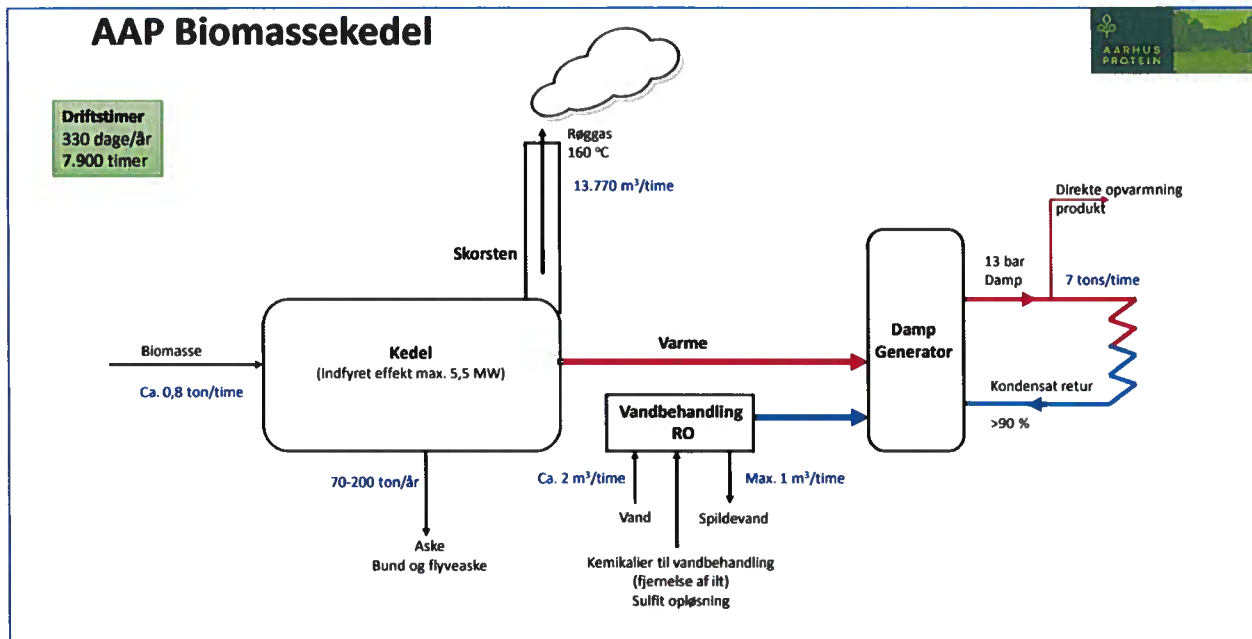 AAP Biomassekedel
AARHUS
PROTEIN
Driftstimer
330 dage/år
7.900 timer
Røggas
160 °C
13.770 m³/time
Skorsten
Direkte opvarmning
produkt
13 bar
Damp
7 tons/time
Biomasse
Ca. 0,8 ton/time
Kedel
(Indfyret effekt max. 5,5 MW)
Varme
Damp
Generator
Kondensat retur
>90 %
Vandbehandling
RO
70-200 ton/år
Ca. 2 m³/time
Max. 1 m³/time
Vand
Spildevand
Aske
Bund og flyveaske
Kemikalier til vandbehandling
(fjernelse af ilt)
Sulfit opløsning